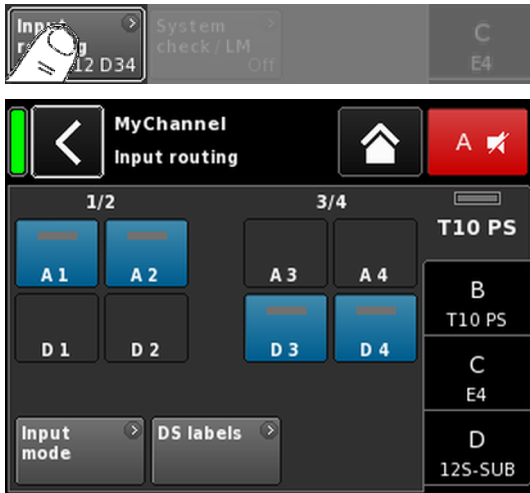 Input
12 D34
System
check / LM
Off
C
E4
MyChannel
Input routing
A
1/2
3/4
T10 PS
A 1
A 2
A 3
A 4
B
T10 PS
D 1
D 2
D 3
D 4
C
E4
Input
mode
DS labels
D
12S-SUB